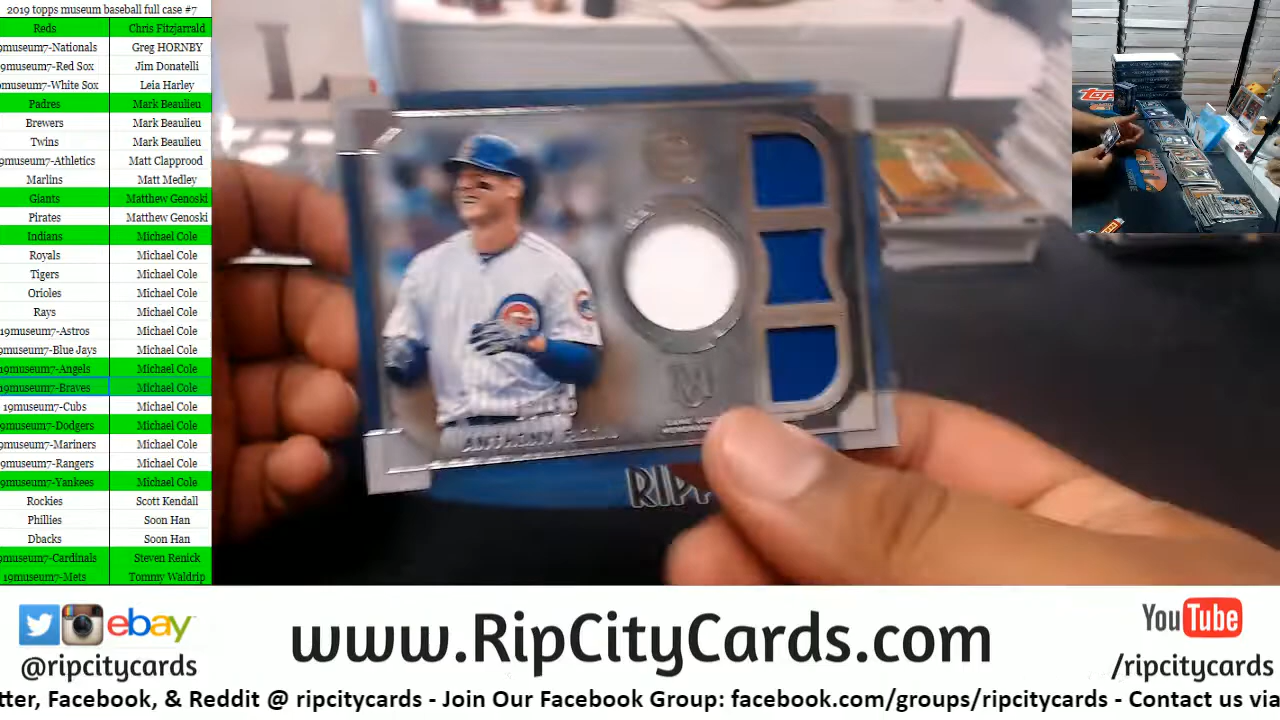 2019 topps museum baseball full case #7
Reds Chris Fitzjarrald
9museum7-Nationals Greg HORNBY
9museum7-Red Sox Jim Donatelli
museum7-White Sox Leia Harley
Padres Mark Beaulieu
Brewers Mark Beaulieu
Twins Mark Beaulieu
9museum7-Athletics Matt Clapprood
Marlins Matt Medley
Giants Matthew Genoski
Pirates Matthew Genoski
Indians Michael Cole
Royals Michael Cole
Tigers Michael Cole
Orioles Michael Cole
Rays Michael Cole
19museum7-Astros Michael Cole
19museum7-Blue Jays Michael Cole
19museum7-Angels Michael Cole
19museum7-Braves Michael Cole
19museum7-Cubs Michael Cole
19museum7-Dodgers Michael Cole
9museum7-Mariners Michael Cole
9museum7-Rangers Michael Cole
9museum7-Yankees Michael Cole
Rockies Scott Kendall
Phillies Soon Han
Dbacks Soon Han
museum7-Cardinals Steven Renick
19museum7-Mets Tommy Waldrip
M
RIP
ebay
@ripcitycards
www.RipCityCards.com
YouTube
/ripcitycards
tter, Facebook, & Reddit @ ripcitycards - Join Our Facebook Group: facebook.com/groups/ripcitycards - Contact us via